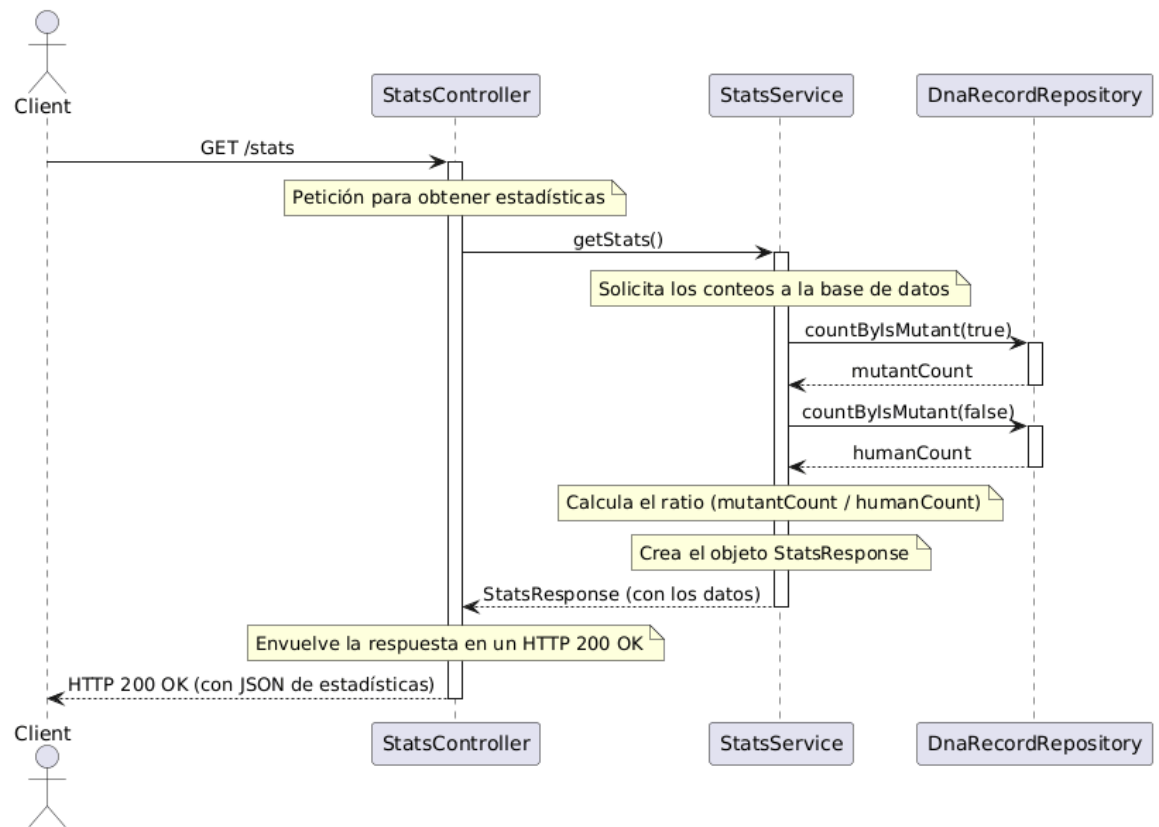 Client
StatsController
StatsService
DnaRecordRepository
GET /stats
Petición para obtener estadísticas
getStats()
Solicita los conteos a la base de datos
countByIsMutant(true)
mutantCount
countByIsMutant(false)
humanCount
Calcula el ratio (mutantCount / humanCount)
Crea el objeto StatsResponse
StatsResponse (con los datos)
Envuelve la respuesta en un HTTP 200 OK
HTTP 200 OK (con JSON de estadísticas)
Client
StatsController
StatsService
DnaRecordRepository